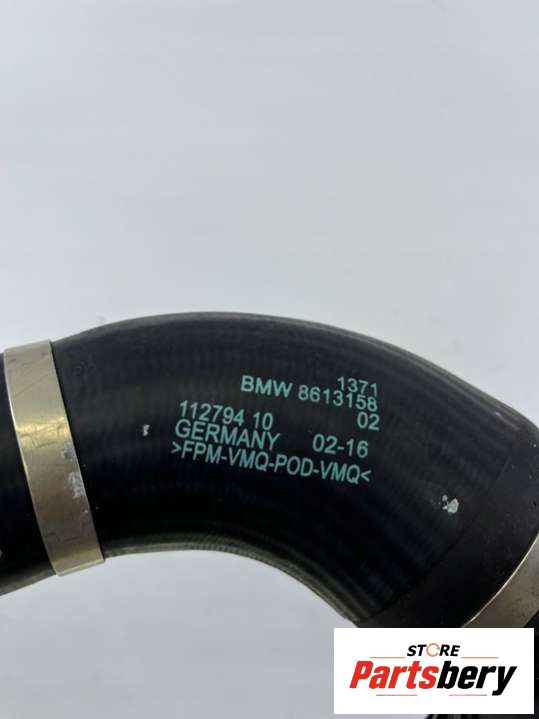 1371
BMW 8613158
112794 10 02
GERMANY 02-16
>FPM-VMQ-POD-VMQ<
STORE
Partsbery